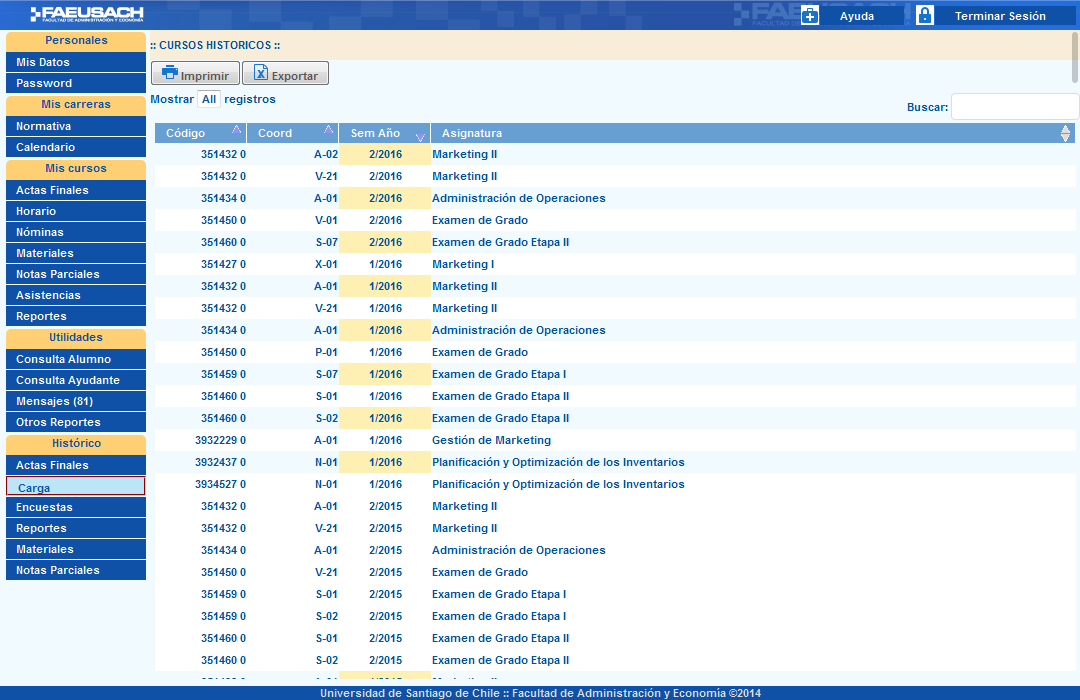 FAEUSACH
FACULTAD DE ADMINISTRACIÓN Y ECONOMÍA
FAEUSACH
Ayuda
Terminar Sesión
Personales
Mis Datos
Password
Mis carreras
Normativa
Calendario
Mis cursos
Actas Finales
Horario
Nóminas
Materiales
Notas Parciales
Asistencias
Reportes
Utilidades
Consulta Alumno
Consulta Ayudante
Mensajes (81)
Otros Reportes
Histórico
Actas Finales
Carga
Encuestas
Reportes
Materiales
Notas Parciales
:: CURSOS HISTORICOS ::
Imprimir Exportar
Mostrar All registros
Buscar:
Código Coord Sem Año Asignatura
351432 0 A-02 2/2016 Marketing II
351432 0 V-21 2/2016 Marketing II
351434 0 A-01 2/2016 Administración de Operaciones
351450 0 V-01 2/2016 Examen de Grado
351460 0 S-07 2/2016 Examen de Grado Etapa II
351427 0 X-01 1/2016 Marketing I
351432 0 A-01 1/2016 Marketing II
351432 0 V-21 1/2016 Marketing II
351434 0 A-01 1/2016 Administración de Operaciones
351450 0 P-01 1/2016 Examen de Grado
351459 0 S-07 1/2016 Examen de Grado Etapa I
351460 0 S-01 1/2016 Examen de Grado Etapa II
351460 0 S-02 1/2016 Examen de Grado Etapa II
3932229 0 A-01 1/2016 Gestión de Marketing
3932437 0 N-01 1/2016 Planificación y Optimización de los Inventarios
3934527 0 N-01 1/2016 Planificación y Optimización de los Inventarios
351432 0 A-01 2/2015 Marketing II
351432 0 V-21 2/2015 Marketing II
351434 0 A-01 2/2015 Administración de Operaciones
351450 0 V-21 2/2015 Examen de Grado
351459 0 S-01 2/2015 Examen de Grado Etapa I
351459 0 S-02 2/2015 Examen de Grado Etapa I
351460 0 S-01 2/2015 Examen de Grado Etapa II
351460 0 S-02 2/2015 Examen de Grado Etapa II
Universidad de Santiago de Chile :: Facultad de Administración y Economía ©2014